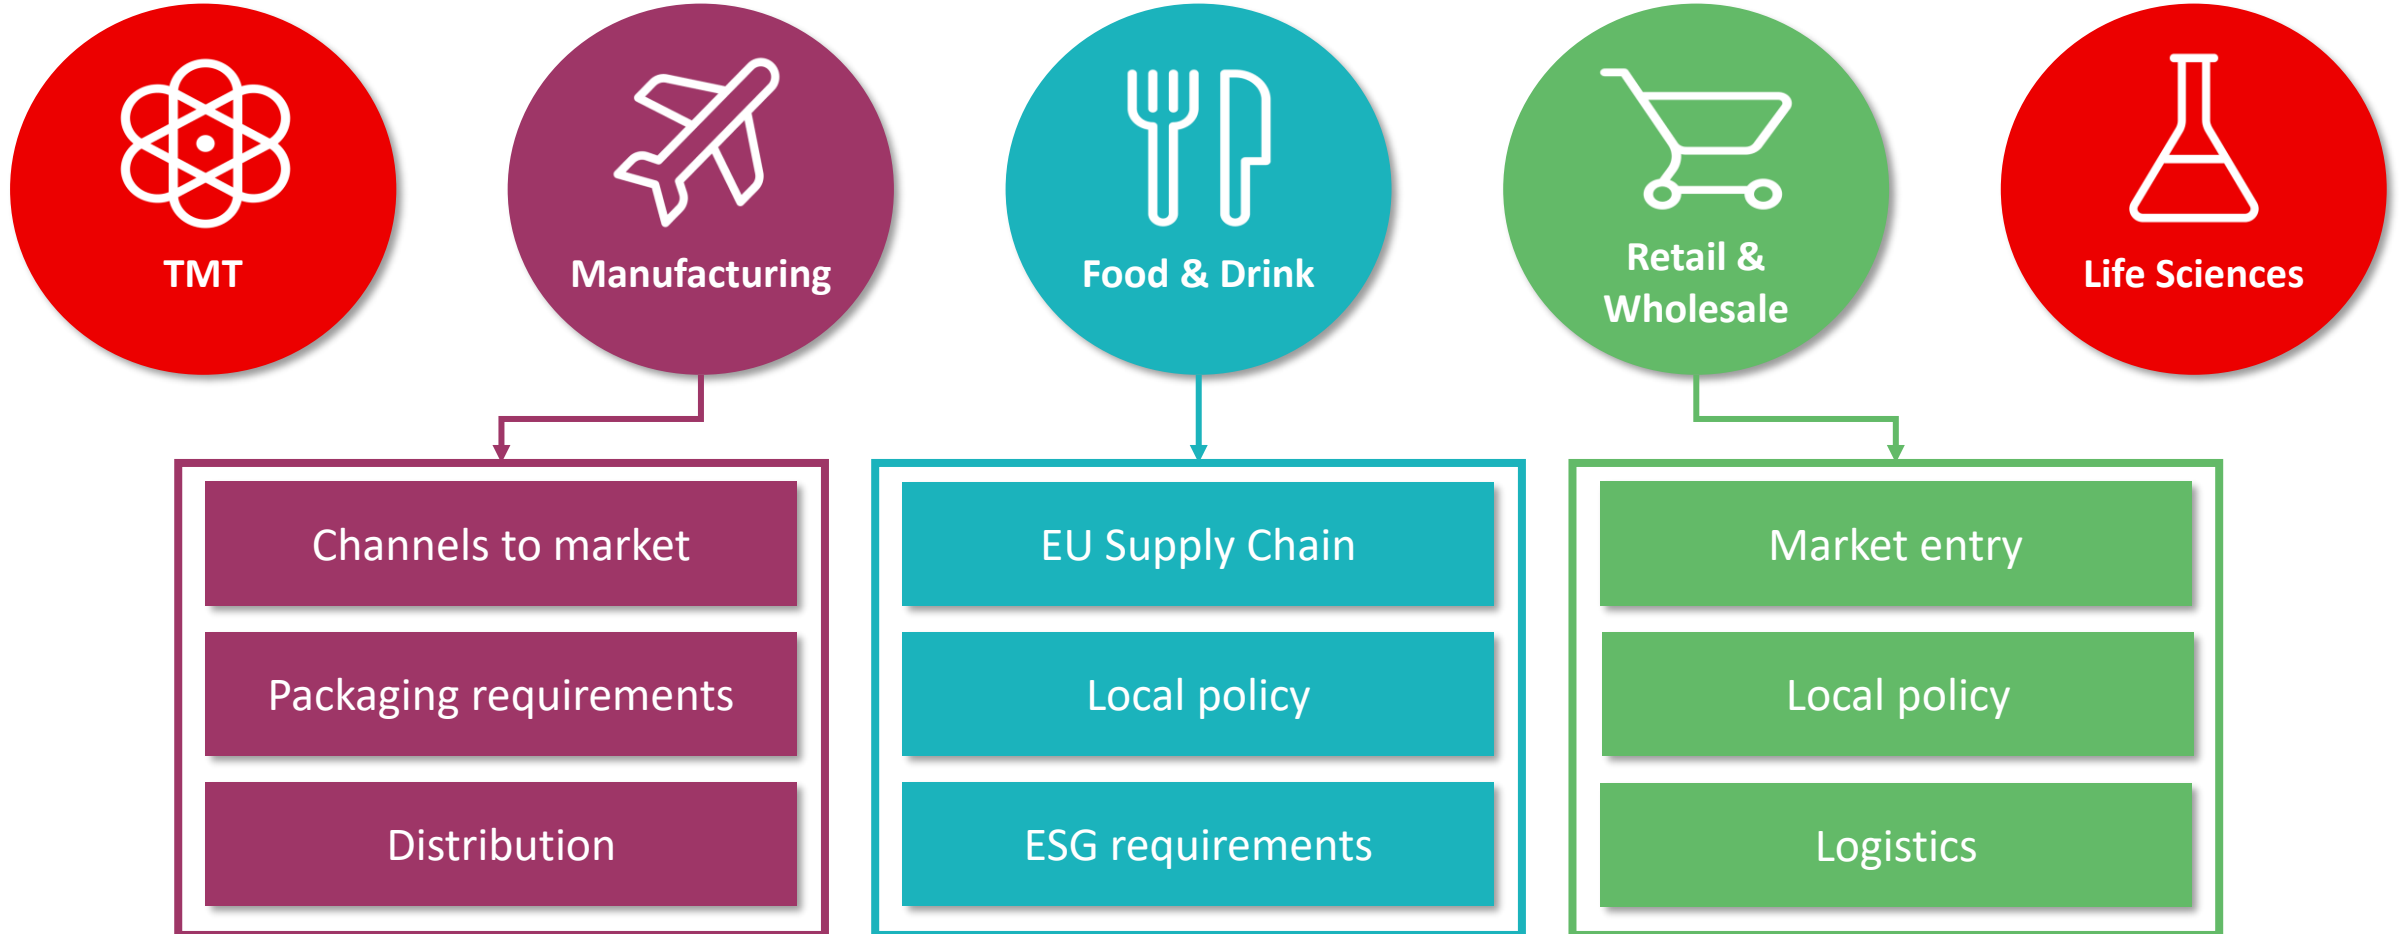 TMT
Manufacturing
Food & Drink
Retail &
Wholesale
Life Sciences
Channels to market
Packaging requirements
Distribution
EU Supply Chain
Local policy
ESG requirements
Market entry
Local policy
Logistics